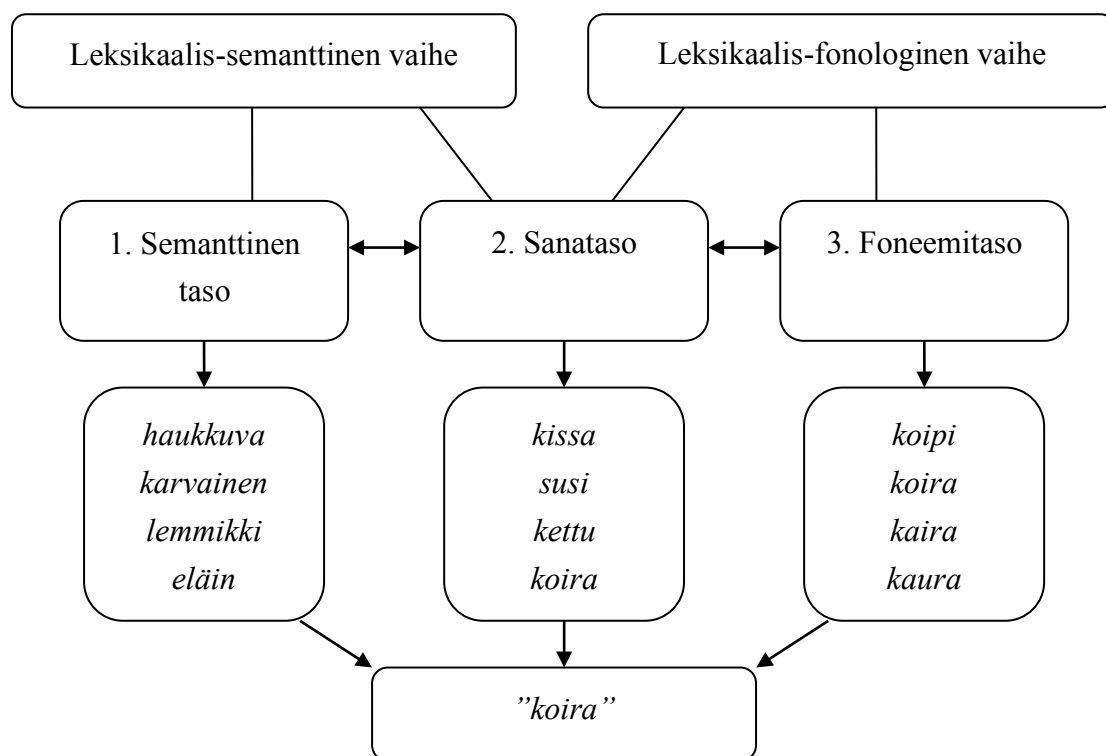 Leksikaalis-semanttinen vaihe
Leksikaalis-fonologinen vaihe
1. Semanttinen
taso
2. Sanataso
3. Foneemitaso
haukkuva
karvainen
lemmikki
eläin
kissa
susi
kettu
koira
koipi
koira
kaira
kaura
”koira”